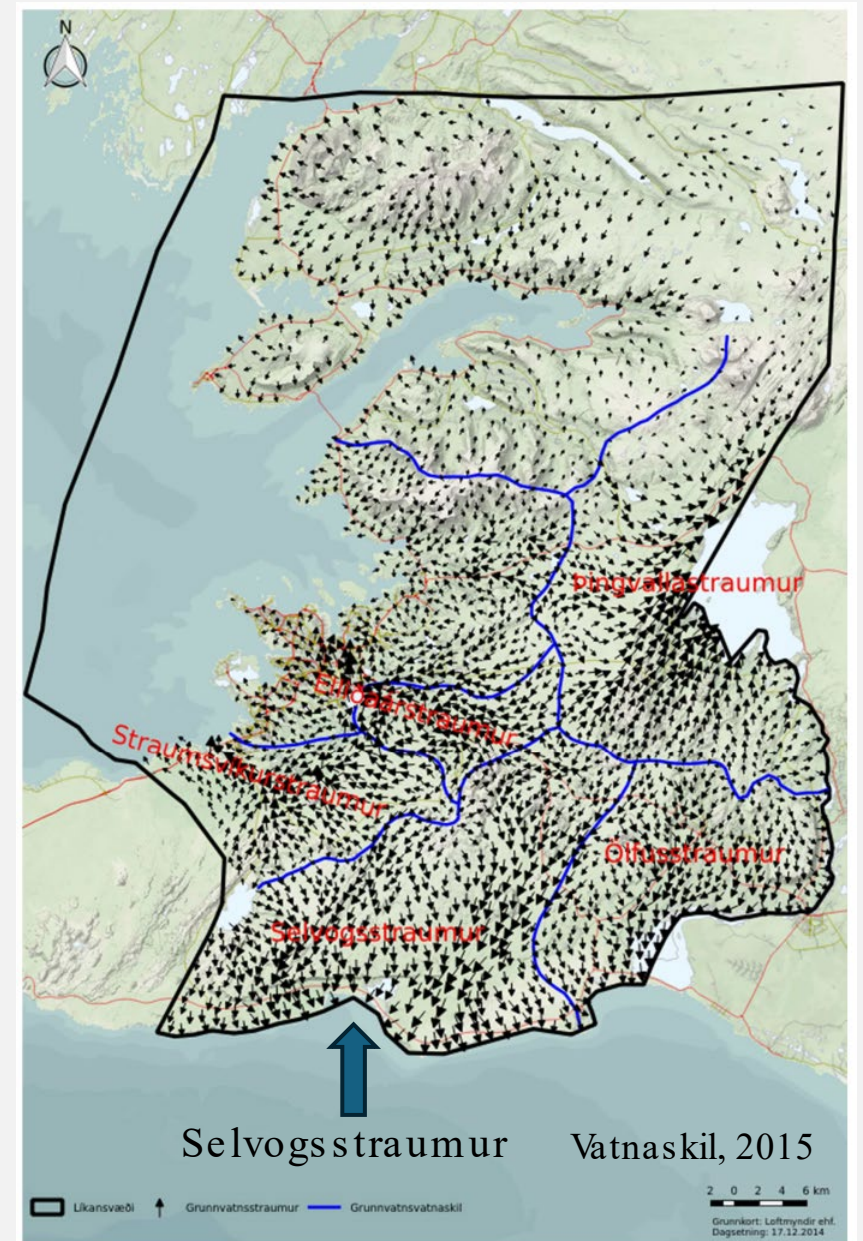 N
Þingvallastraumur
Elliðaárstraumur
Straumsvíkurstraumur
Ölfusstraumur
Selvogsstraumur
Selvogsstraumur
Vatnaskil, 2015
Líkansvæði
Grunnvatnsstraumur
Grunnvatnsvatnaskil
2 0 2 4 6 km
Grunnkort: Loftmyndir ehf.
Dagsetning: 17.12.2014